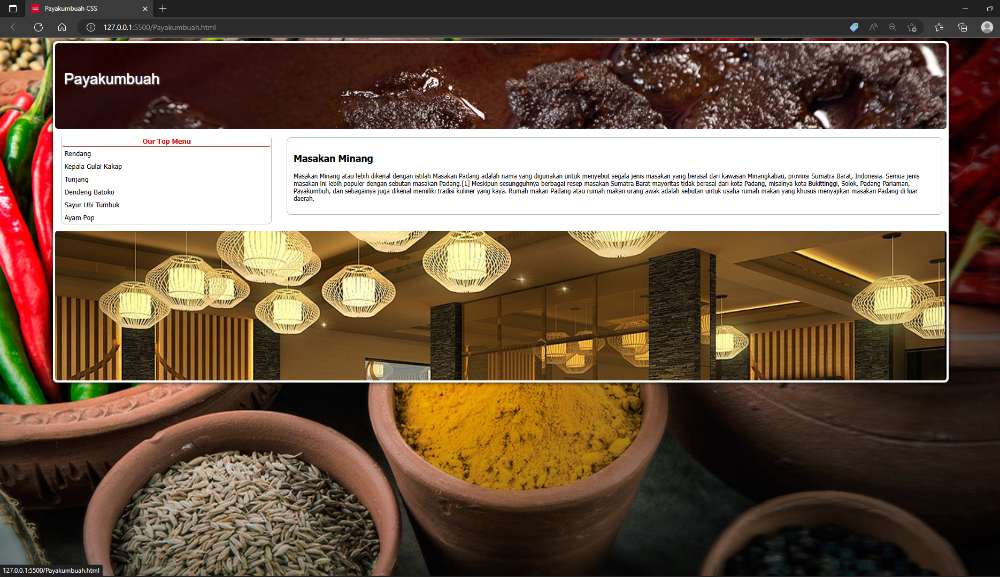 Payakumbuah CSS
127.0.0.1:5500/Payakumbuah.html
Payakumbuah
Our Top Menu
Rendang
Kepala Gulai Kakap
Tunjang
Dendeng Batoko
Sayur Ubi Tumbuk
Ayam Pop
Masakan Minang
Masakan Minang atau lebih dikenal dengan istilah Masakan Padang adalah nama yang digunakan untuk menyebut segala jenis masakan yang berasal dari kawasan Minangkabau, provinsi Sumatra Barat, Indonesia. Semua jenis
masakan ini lebih populer dengan sebutan masakan Padang.[1] Meskipun sesungguhnya berbagai resep masakan Sumatra Barat mayoritas tidak berasal dari kota Padang, misalnya kota Bukittinggi, Solok, Padang Pariaman,
Payakumbuh, dan sebagainya juga dikenal memiliki tradisi kuliner yang kaya. Rumah makan Padang atau rumah makan urang awak adalah sebutan untuk usaha rumah makan yang khusus menyajikan masakan Padang di luar
daerah.
127.0.0.1:5500/Payakumbuah.html